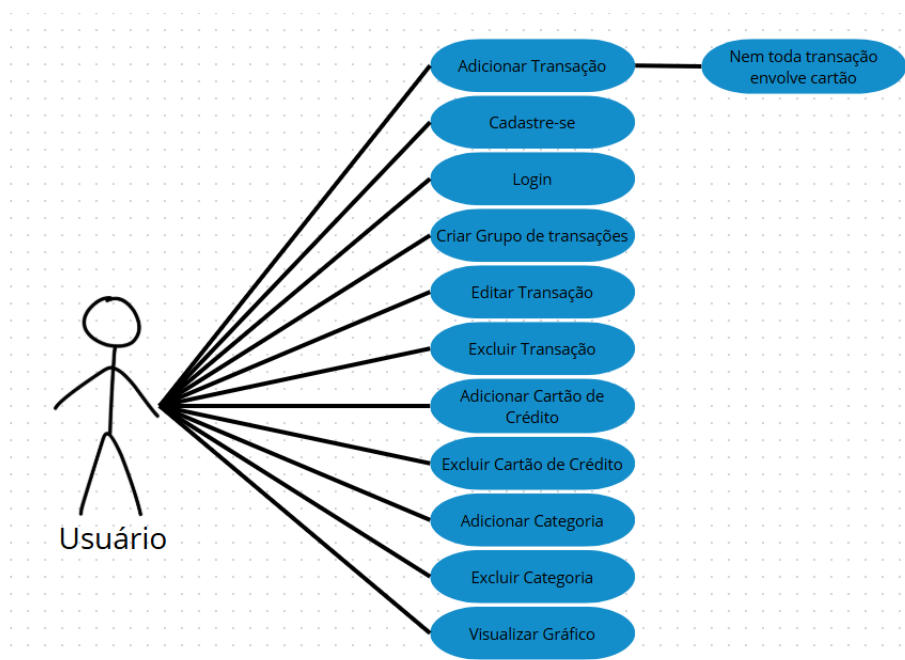 Adicionar Transação
Nem toda transação
envolve cartão
Cadastre-se
Login
Criar Grupo de transações
Editar Transação
Excluir Transação
Adicionar Cartão de
Crédito
Excluir Cartão de Crédito
Adicionar Categoria
Excluir Categoria
Visualizar Gráfico
Usuário